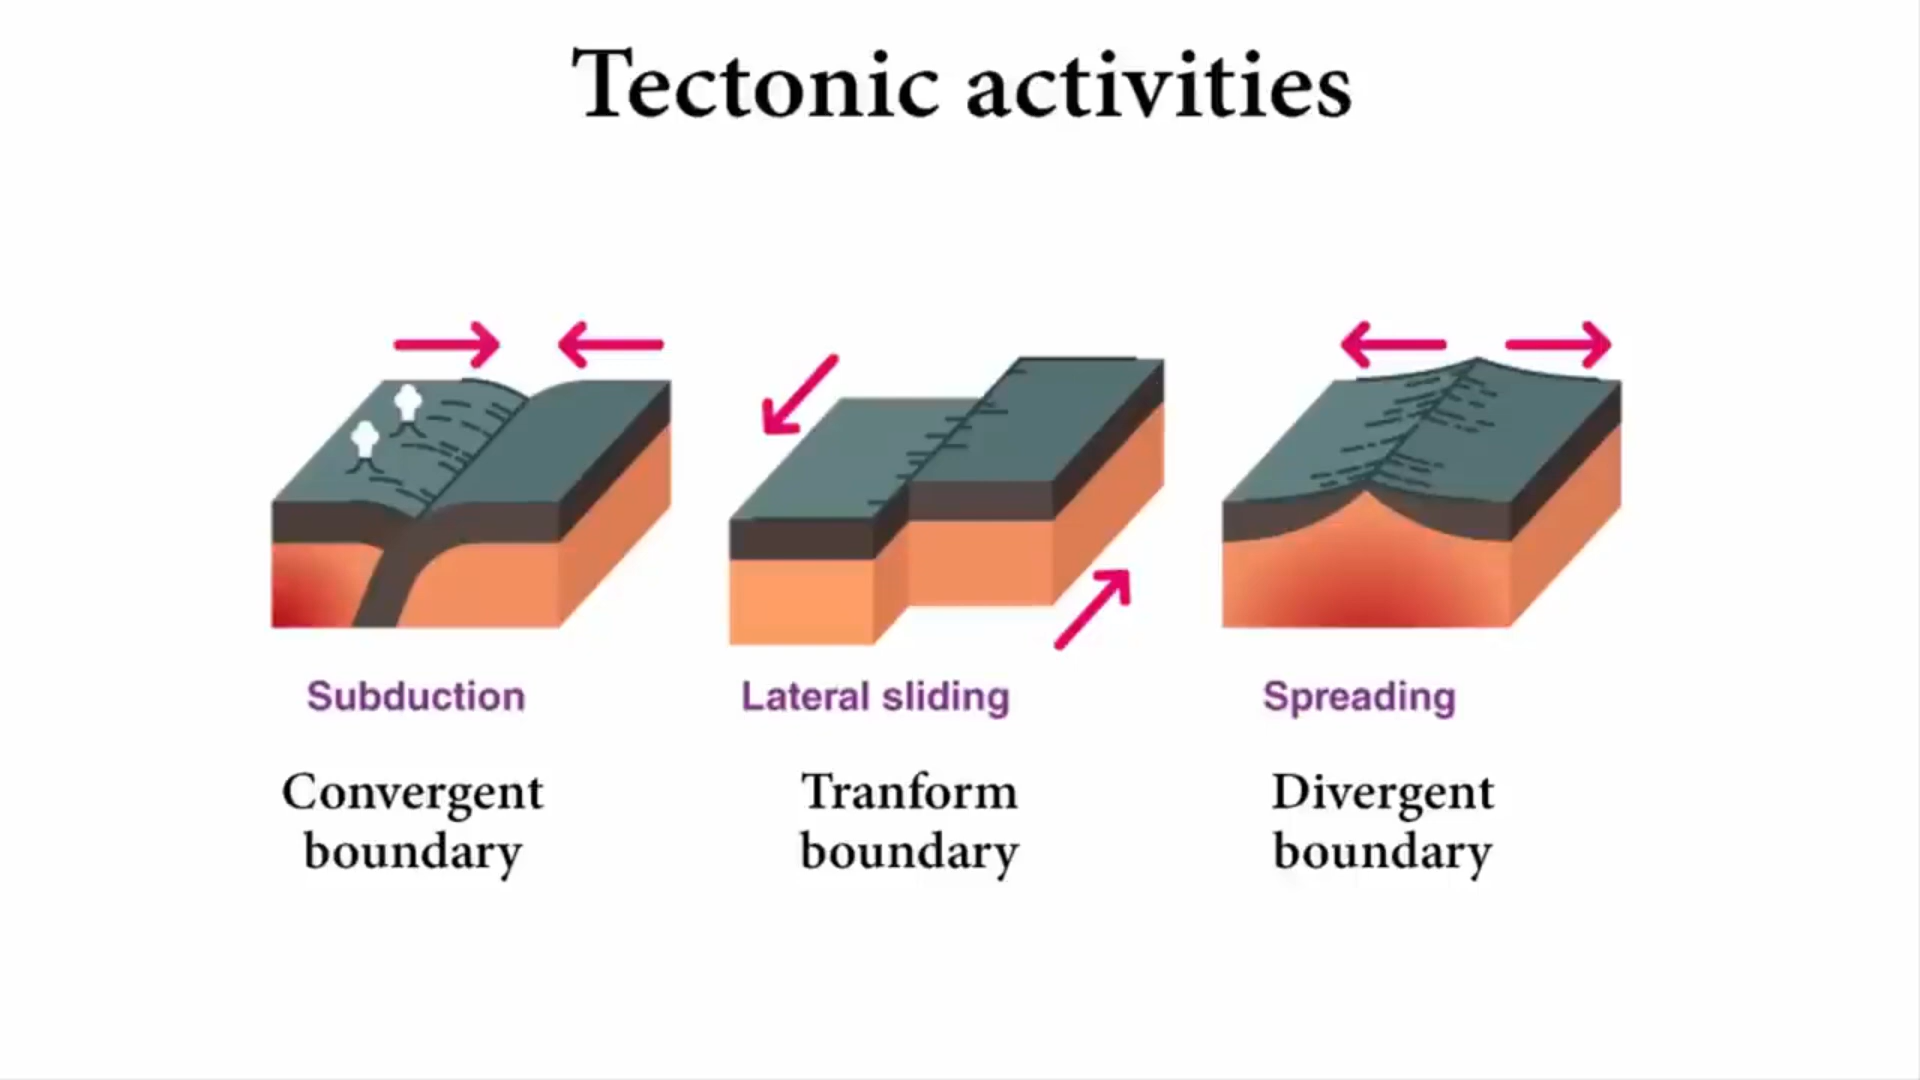 Tectonic activities
Subduction
Lateral sliding
Spreading
Convergent
boundary
Tranform
boundary
Divergent
boundary